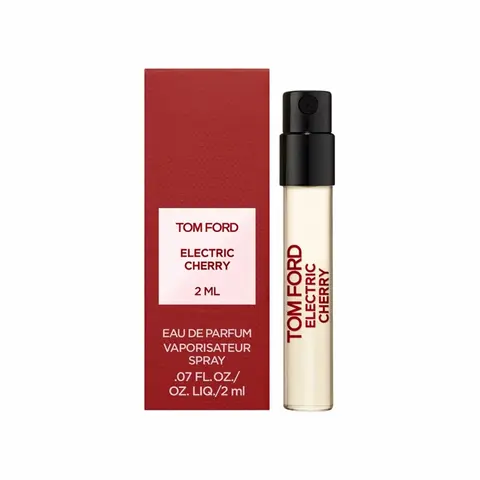 TOM FORD
ELECTRIC
CHERRY
2 ML
EAU DE PARFUM
VAPORISATEUR
SPRAY
.07 FL.OZ./
OZ. LIQ./2 ml
TOM FORD
ELECTRIC
CHERRY